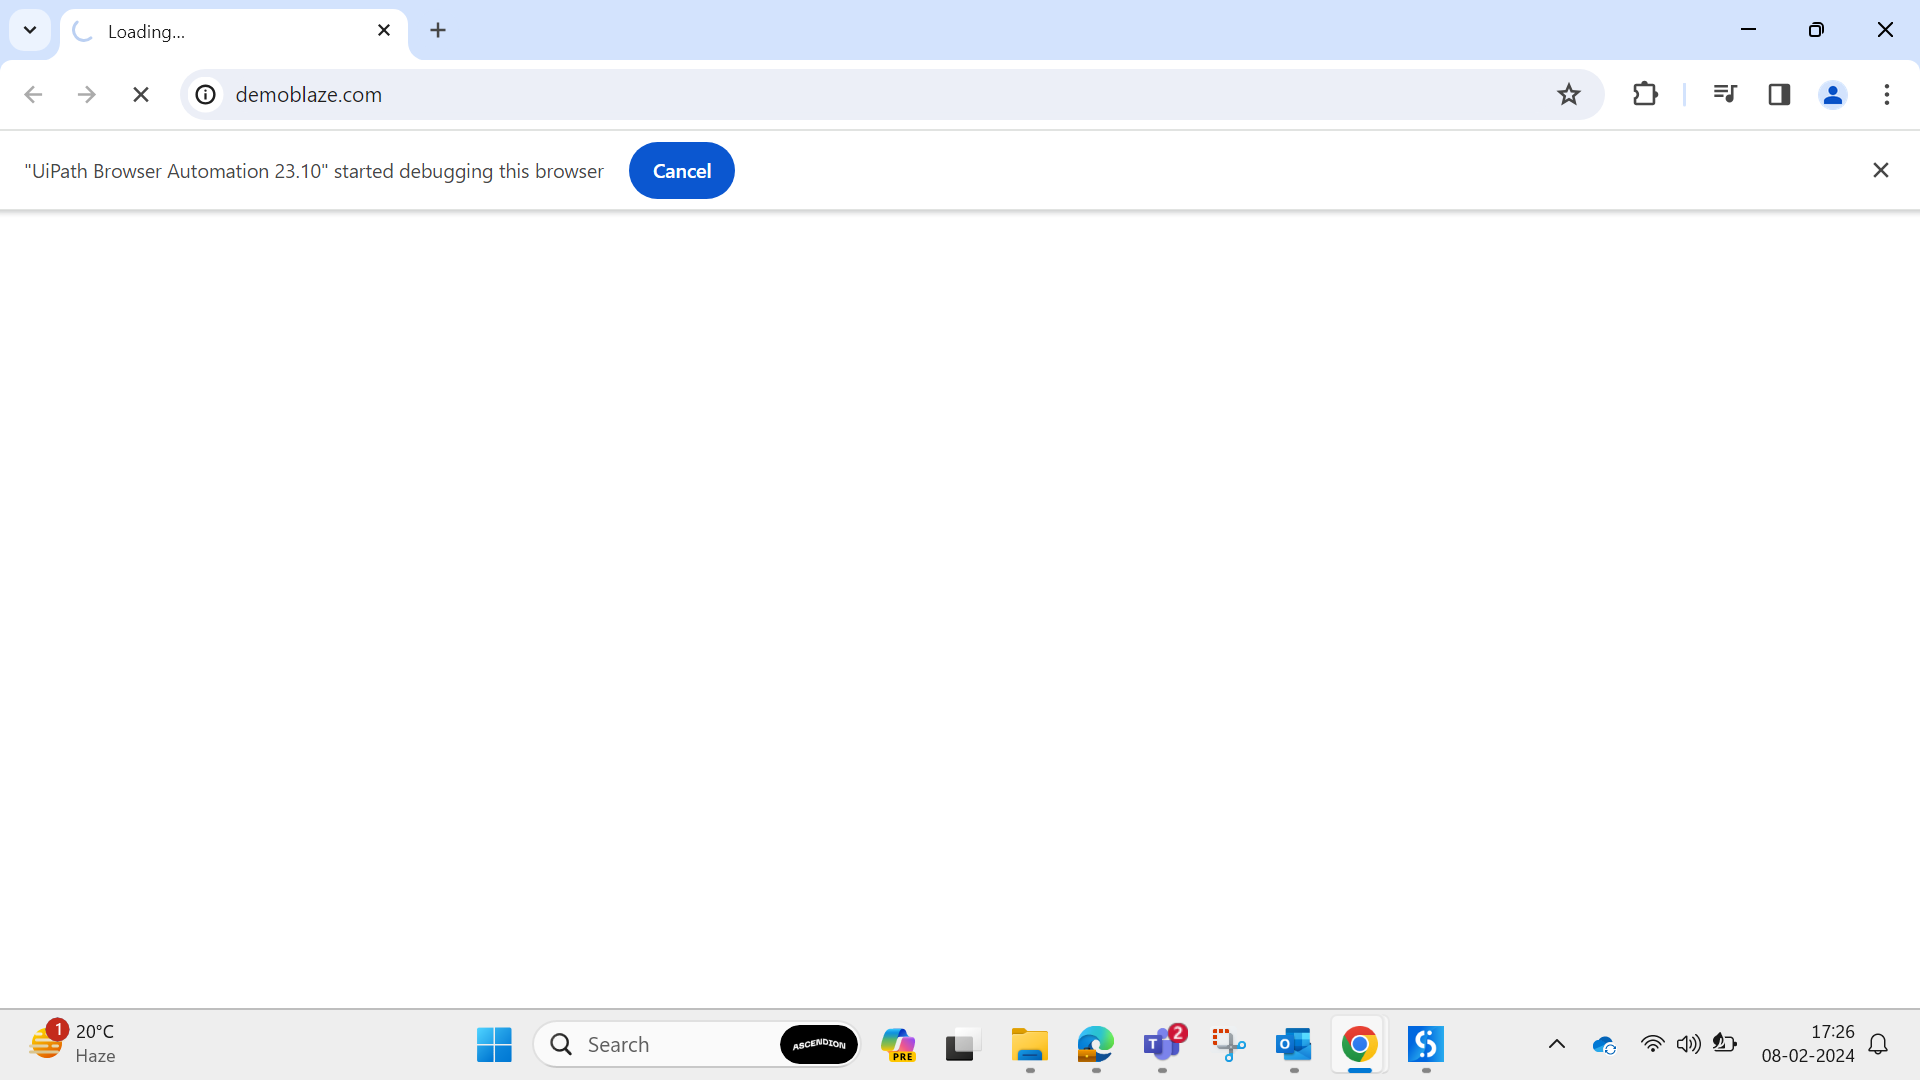 Loading...
demoblaze.com
"UiPath Browser Automation 23.10" started debugging this browser
Cancel
1
20°C
Haze
Search
ASCENDION
PRE
T
2
O
17:26
08-02-2024